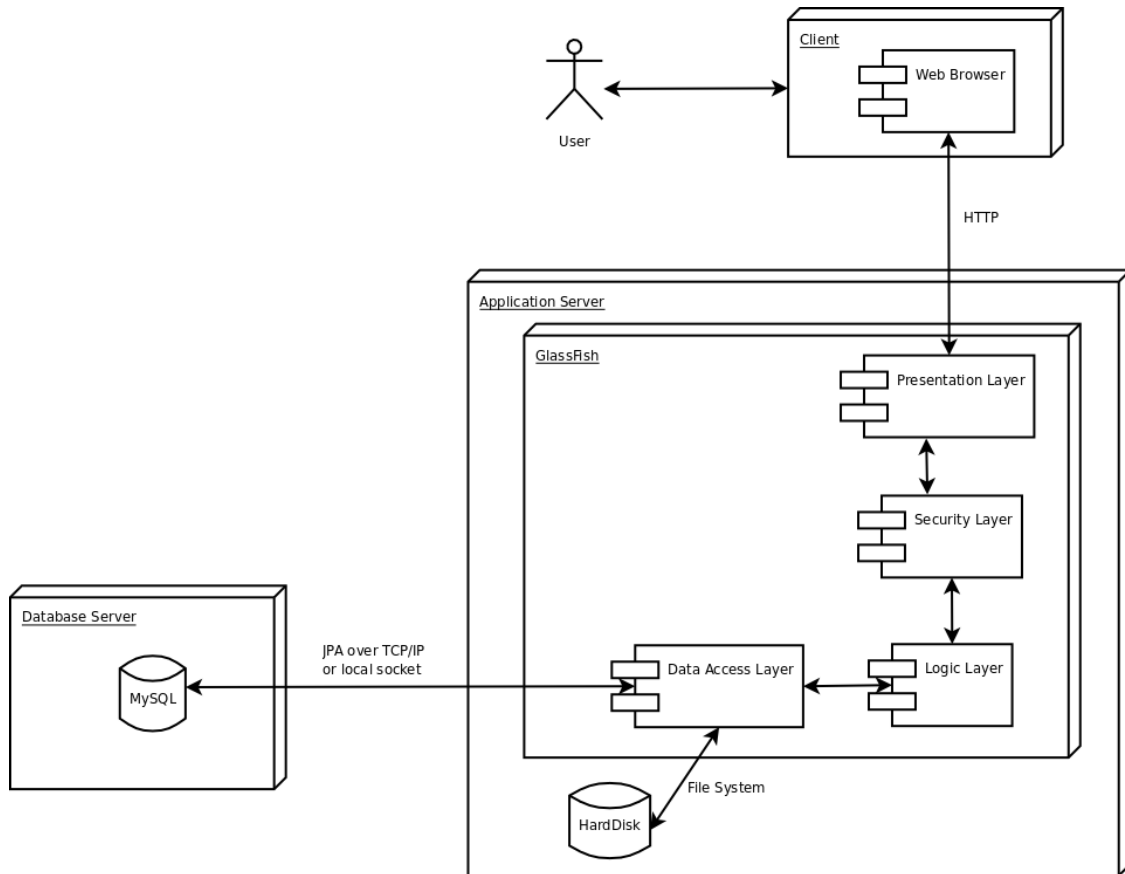 Client
Web Browser
User
HTTP
Application Server
GlassFish
Presentation Layer
Security Layer
Database Server
JPA over TCP/IP
or local socket
MySQL
Data Access Layer
Logic Layer
File System
HardDisk